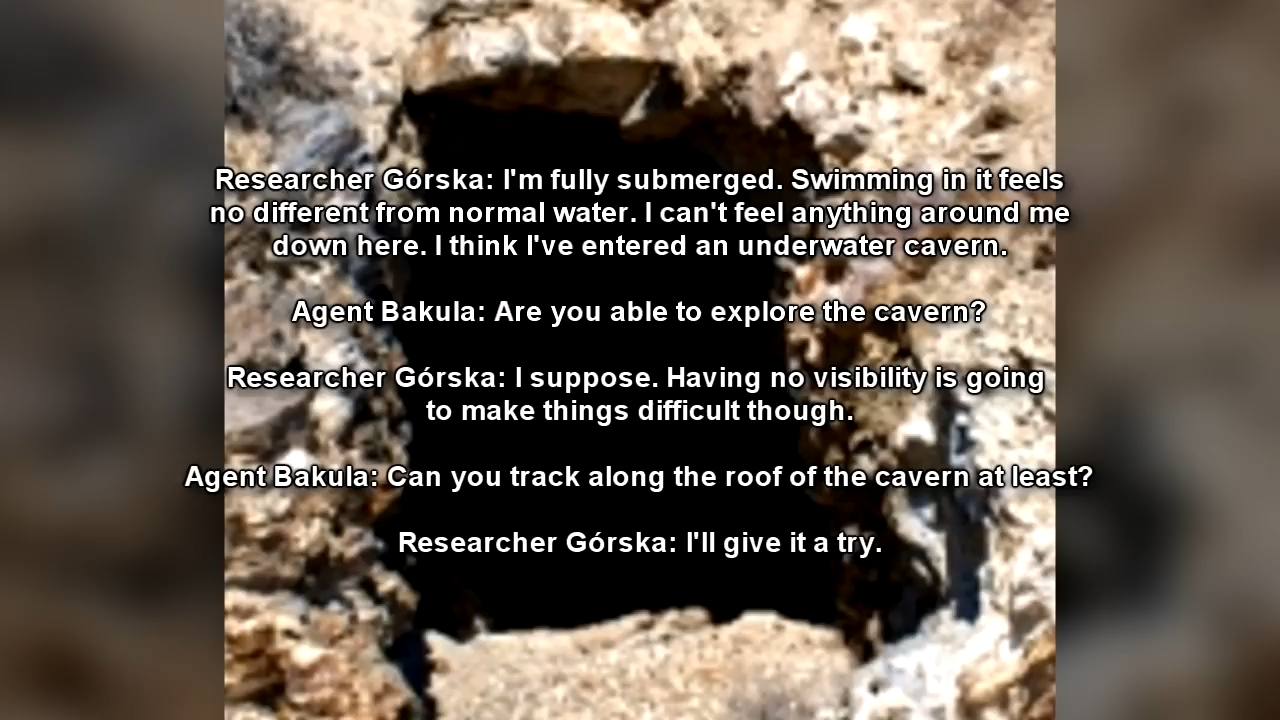 Researcher Górska: I'm fully submerged. Swimming in it feels
no different from normal water. I can't feel anything around me
down here. I think I've entered an underwater cavern.
Agent Bakula: Are you able to explore the cavern?
Researcher Górska: I suppose. Having no visibility is going
to make things difficult though.
Agent Bakula: Can you track along the roof of the cavern at least?
Researcher Górska: I'll give it a try.